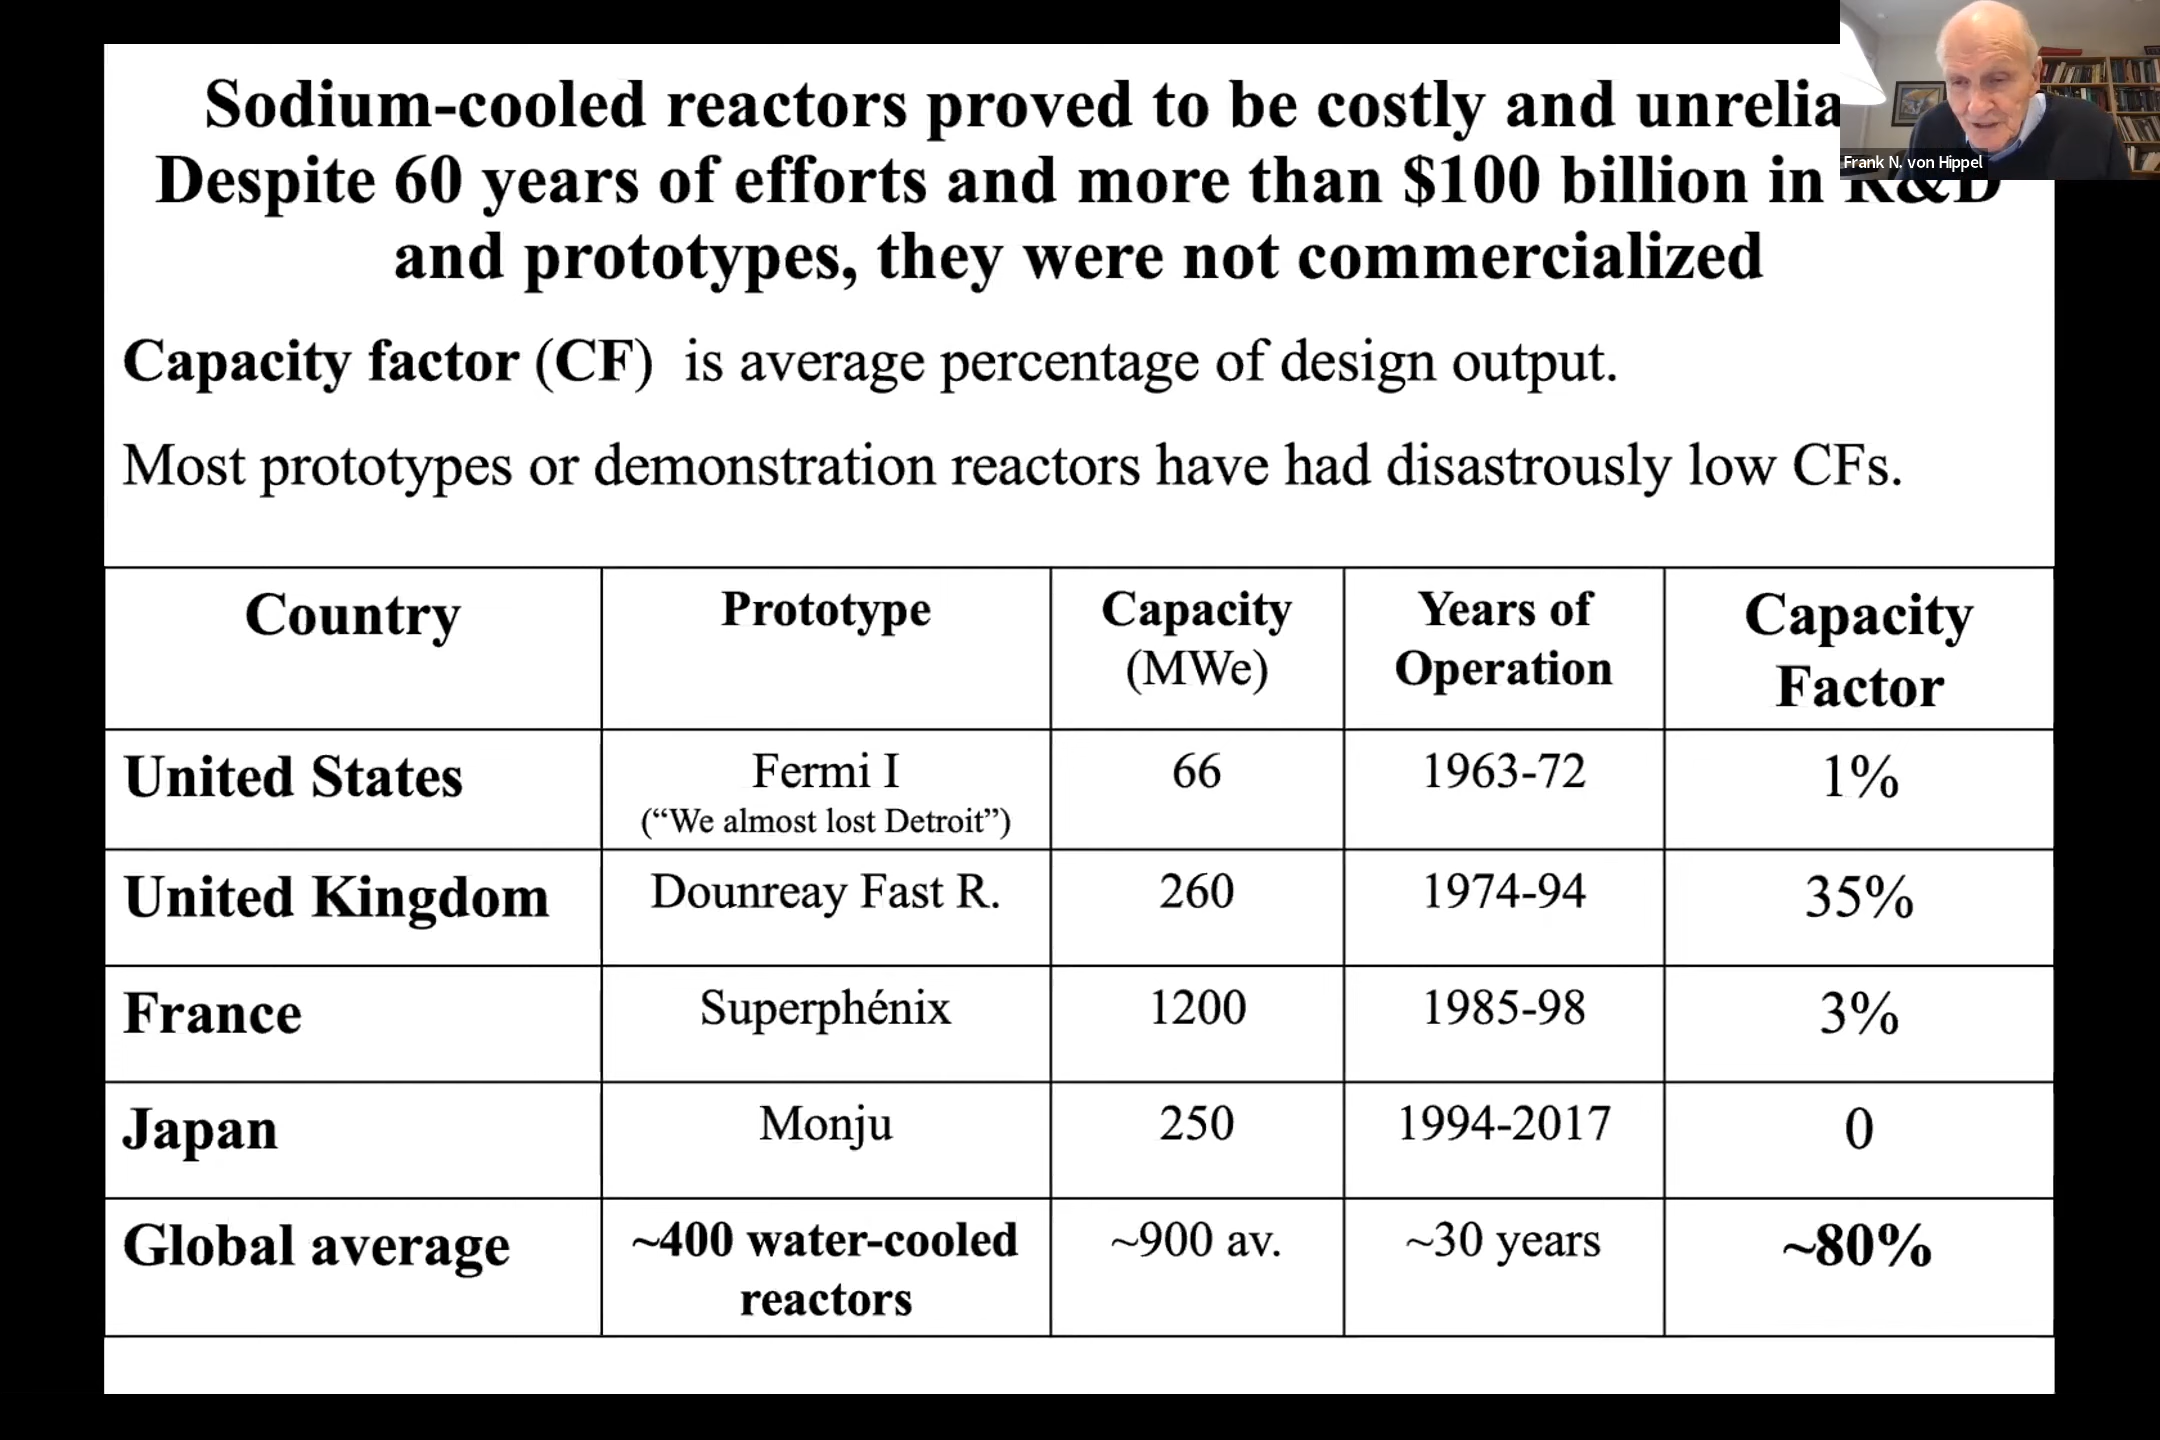 Sodium-cooled reactors proved to be costly and
Despite 60 years of efforts and more than $100 billion in R&D
and prototypes, they were not commercialized
Frank N. von Hippel
Capacity factor (CF) is average percentage of design output.
Most prototypes or demonstration reactors have had disastrously low CFs.
Country Prototype Capacity (MWe) Years of Operation Capacity Factor
United States Fermi I (“We almost lost Detroit”) 66 1963-72 1%
United Kingdom Dounreay Fast R. 260 1974-94 35%
France Superphénix 1200 1985-98 3%
Japan Monju 250 1994-2017 0
Global average ~400 water-cooled reactors ~900 av. ~30 years ~80%